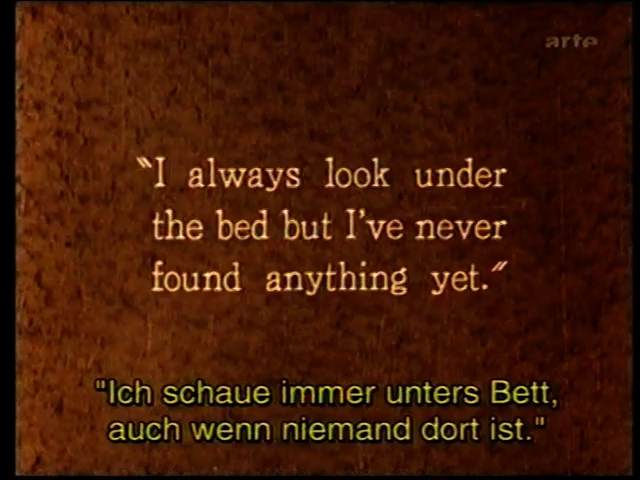 arte
"I always look under
the bed but I've never
found anything yet."
"Ich schaue immer unters Bett,
auch wenn niemand dort ist."